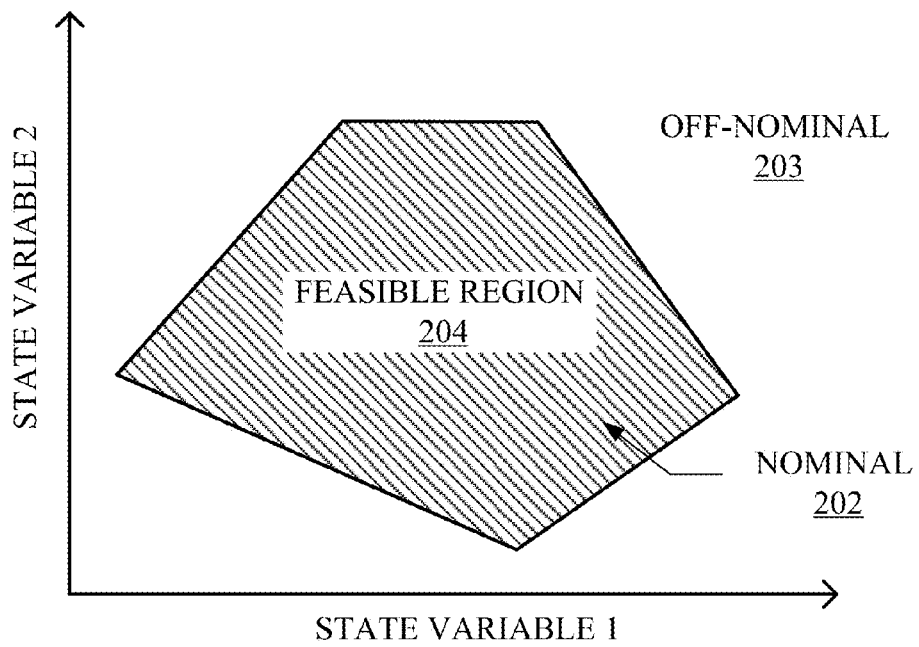 STATE VARIABLE 2
OFF-NOMINAL
203
FEASIBLE REGION
204
NOMINAL
202
STATE VARIABLE 1